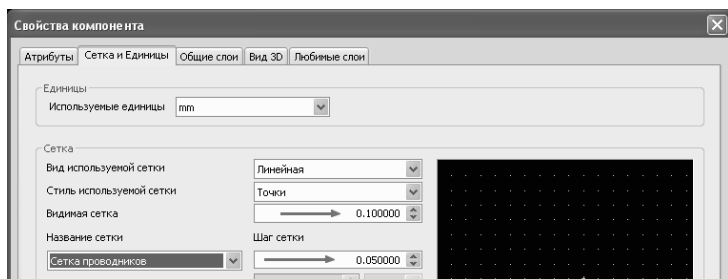 Свойства компонента
Атрибуты Сетка и Единицы Общие слои Вид 3D Любимые слои
Единицы
Используемые единицы mm
Сетка
Вид используемой сетки Линейная
Стиль используемой сетки Точки
Видимая сетка 0.100000
Название сетки Шаг сетки
Сетка проводников 0.050000